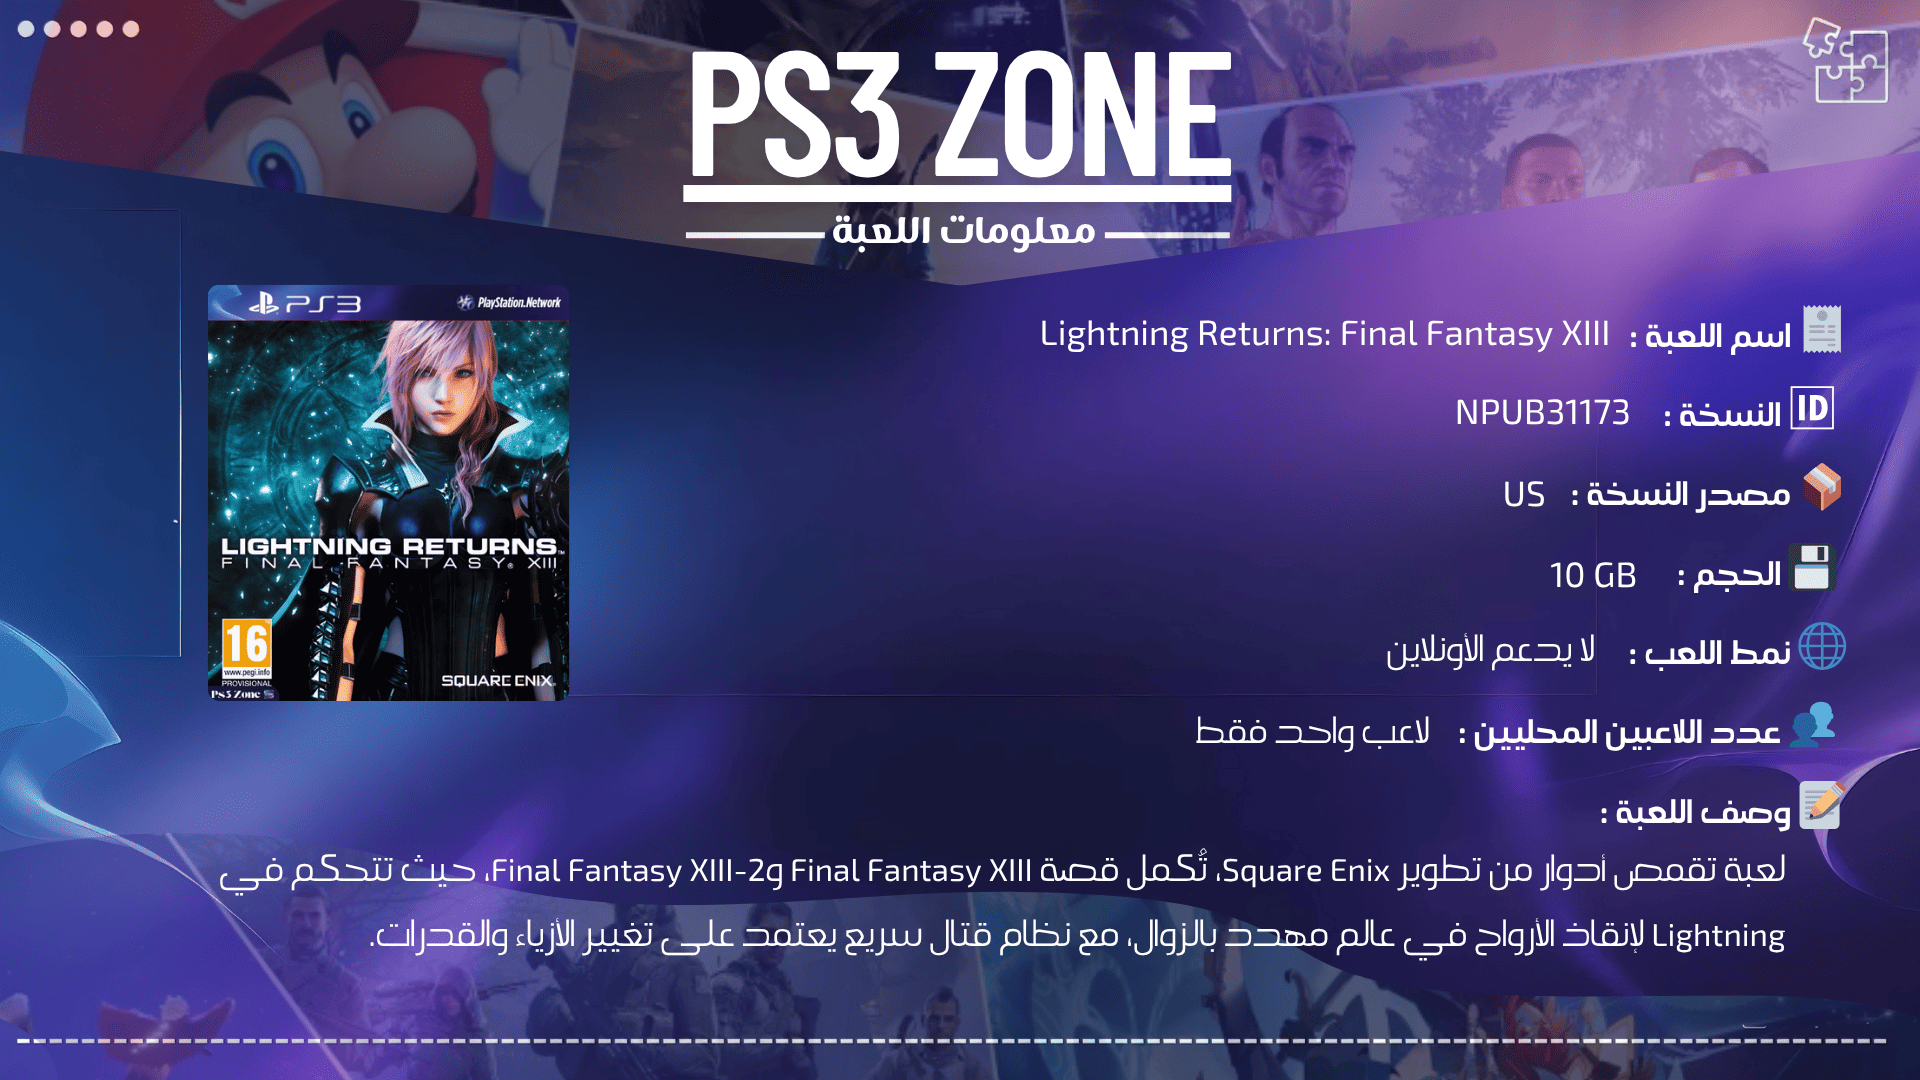 PS3 ZONE
معلومات اللعبة
PS3 PlayStation.Network
LIGHTNING RETURNS™
FINAL FANTASY® XIII
16
www.pegi.info
PROVISIONAL
Ps3 Zone
SQUARE ENIX®
اسم اللعبة : Lightning Returns: Final Fantasy XIII
ID النسخة : NPUB31173
مصدر النسخة : US
الحجم : 10 GB
نمط اللعب : لا يدعم الأونلاين
عدد اللاعبين المحليين : لاعب واحد فقط
وصف اللعبة :
لعبة تقمص أدوار من تطوير Square Enix، تُكمل قصة Final Fantasy XIII وFinal Fantasy XIII-2، حيث تتحكم في
Lightning لإنقاذ الأرواح في عالم مهدد بالزوال، مع نظام قتال سريع يعتمد على تغيير الأزياء والقدرات.